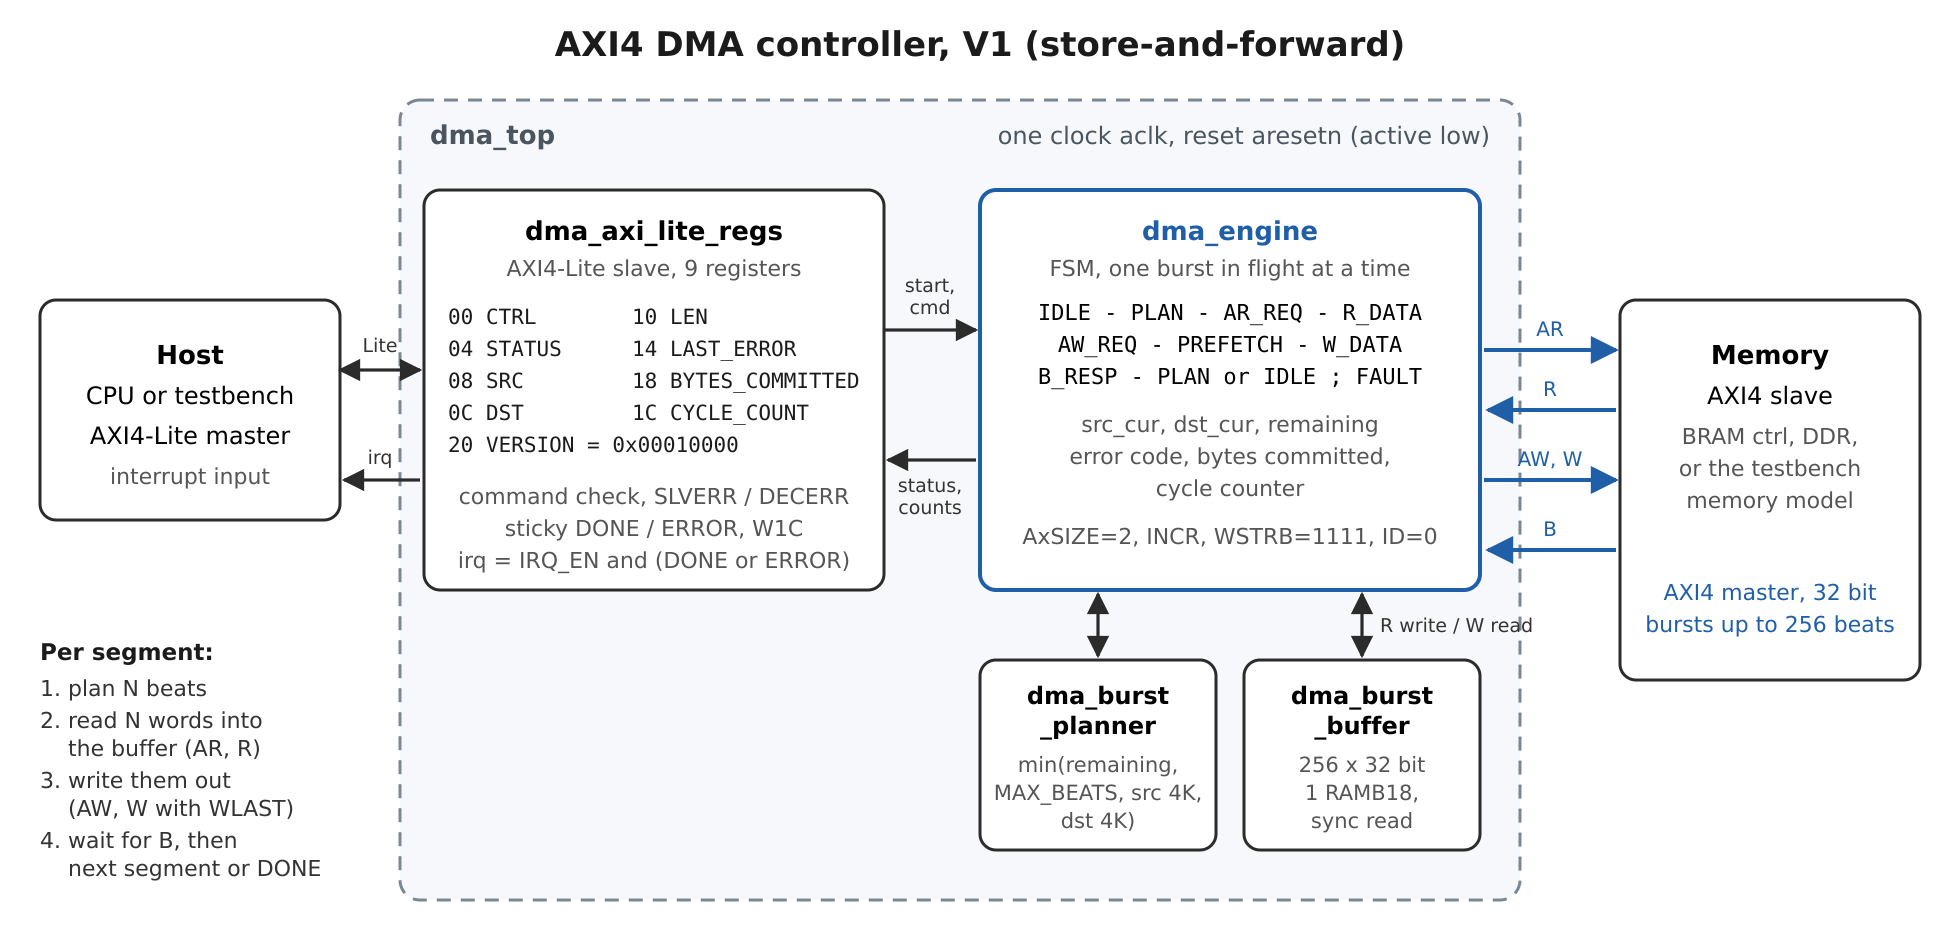 AXI4 DMA controller, V1 (store-and-forward)
dma_top
one clock aclk, reset aresetn (active low)
Host
CPU or testbench
AXI4-Lite master
interrupt input
Lite
irq
dma_axi_lite_regs
AXI4-Lite slave, 9 registers
00 CTRL 10 LEN
04 STATUS 14 LAST_ERROR
08 SRC 18 BYTES_COMMITTED
0C DST 1C CYCLE_COUNT
20 VERSION = 0x00010000
command check, SLVERR / DECERR
sticky DONE / ERROR, W1C
irq = IRQ_EN and (DONE or ERROR)
start,
cmd
status,
counts
dma_engine
FSM, one burst in flight at a time
IDLE - PLAN - AR_REQ - R_DATA
AW_REQ - PREFETCH - W_DATA
B_RESP - PLAN or IDLE ; FAULT
src_cur, dst_cur, remaining
error code, bytes committed,
cycle counter
AxSIZE=2, INCR, WSTRB=1111, ID=0
AR
R
AW, W
B
Memory
AXI4 slave
BRAM ctrl, DDR,
or the testbench
memory model
AXI4 master, 32 bit
bursts up to 256 beats
R write / W read
dma_burst
_planner
min(remaining,
MAX_BEATS, src 4K,
dst 4K)
dma_burst
_buffer
256 x 32 bit
1 RAMB18,
sync read
Per segment:
1. plan N beats
2. read N words into
the buffer (AR, R)
3. write them out
(AW, W with WLAST)
4. wait for B, then
next segment or DONE